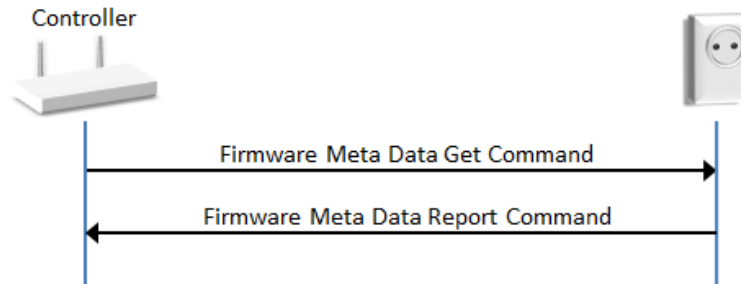 Controller
Firmware Meta Data Get Command
Firmware Meta Data Report Command